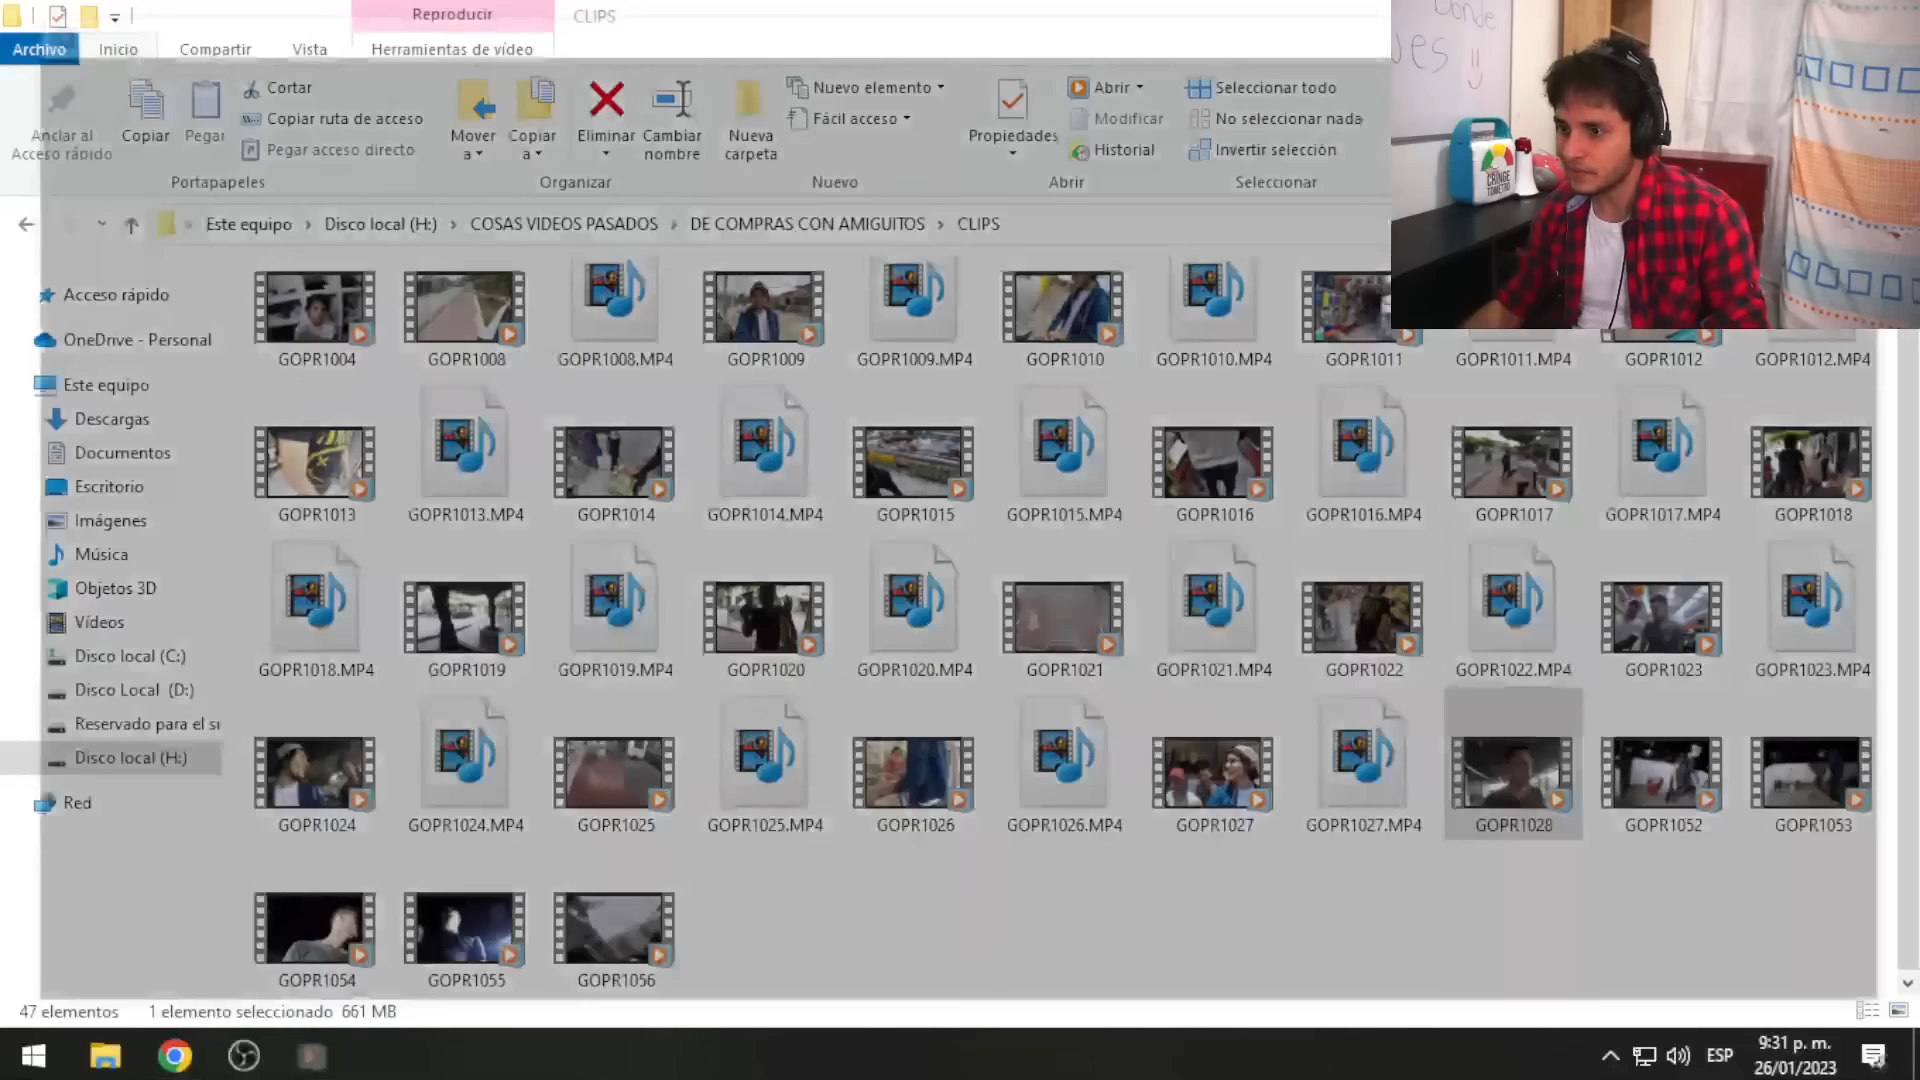 Reproducir
CLIPS
Archivo
Inicio
Compartir
Vista
Herramientas de vídeo
Anclar al
Acceso rápido
Copiar
Pegar
Cortar
Copiar ruta de acceso
Pegar acceso directo
Portapapeles
Mover
a
Copiar
a
Eliminar
Cambiar
nombre
Organizar
Nueva
carpeta
Nuevo elemento
Fácil acceso
Nuevo
Propiedades
Abrir
Modificar
Historial
Abrir
Seleccionar todo
No seleccionar nada
Invertir selección
Seleccionar
Donde
CRINGE
TOMETRO
Este equipo › Disco local (H:) › COSAS VIDEOS PASADOS › DE COMPRAS CON AMIGUITOS › CLIPS
Acceso rápido
OneDrive - Personal
Este equipo
Descargas
Documentos
Escritorio
Imágenes
Música
Objetos 3D
Vídeos
Disco local (C:)
Disco Local (D:)
Reservado para el si
Disco local (H:)
Red
GOPR1004 GOPR1008 GOPR1008.MP4 GOPR1009 GOPR1009.MP4 GOPR1010 GOPR1010.MP4 GOPR1011 GOPR1011.MP4 GOPR1012 GOPR1012.MP4
GOPR1013 GOPR1013.MP4 GOPR1014 GOPR1014.MP4 GOPR1015 GOPR1015.MP4 GOPR1016 GOPR1016.MP4 GOPR1017 GOPR1017.MP4 GOPR1018
GOPR1018.MP4 GOPR1019 GOPR1019.MP4 GOPR1020 GOPR1020.MP4 GOPR1021 GOPR1021.MP4 GOPR1022 GOPR1022.MP4 GOPR1023 GOPR1023.MP4
GOPR1024 GOPR1024.MP4 GOPR1025 GOPR1025.MP4 GOPR1026 GOPR1026.MP4 GOPR1027 GOPR1027.MP4 GOPR1028 GOPR1052 GOPR1053
GOPR1054 GOPR1055 GOPR1056
47 elementos
1 elemento seleccionado 661 MB
ESP
9:31 p. m.
26/01/2023